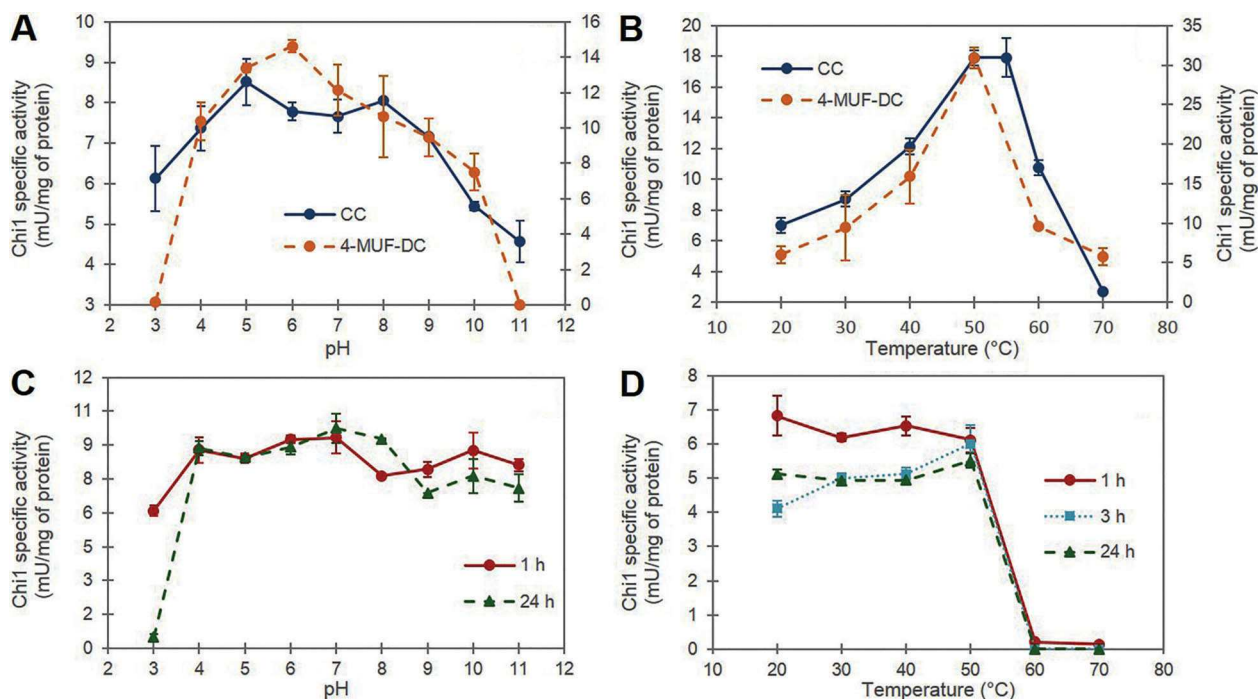 A
Chi1 specific activity
(mU/mg of protein)
10
9
8
7
6
5
4
3
16
14
12
10
8
6
4
2
0
CC
4-MUF-DC
2 3 4 5 6 7 8 9 10 11 12
pH
B
Chi1 specific activity
(mU/mg of protein)
20
18
16
14
12
10
8
6
4
2
35
30
25
20
15
10
5
0
Chi1 specific activity
(mU/mg of protein)
CC
4-MUF-DC
10 20 30 40 50 60 70 80
Temperature (°C)
C
Chi1 specific activity
(mU/mg of protein)
12
11
9
8
6
5
3
2
0
1 h
24 h
2 3 4 5 6 7 8 9 10 11 12
pH
D
Chi1 specific activity
(mU/mg of protein)
8
7
6
5
4
3
2
1
0
1 h
3 h
24 h
10 20 30 40 50 60 70 80
Temperature (°C)